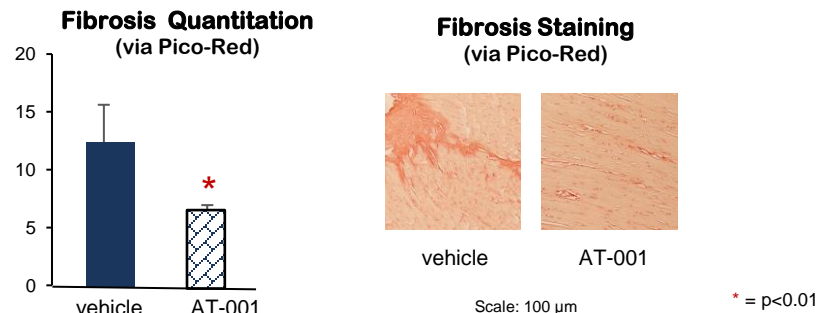 Fibrosis Quantitation
(via Pico-Red)
20
15
10
5
0
*
vehicle AT-001
Fibrosis Staining
(via Pico-Red)
vehicle AT-001
Scale: 100 µm
* = p<0.01